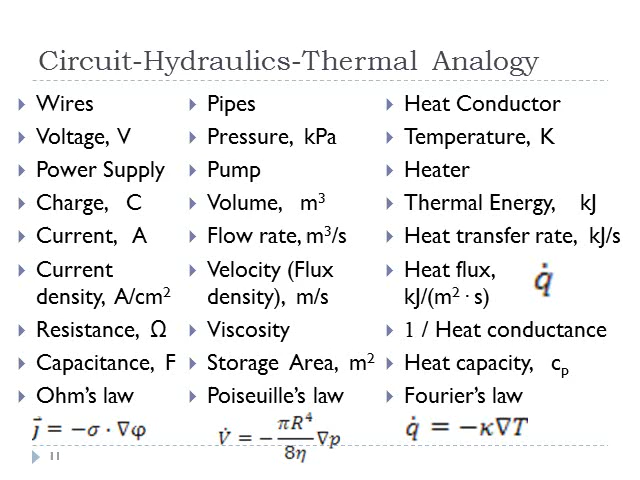 Circuit-Hydraulics-Thermal Analogy
Wires
Voltage, V
Power Supply
Charge, C
Current, A
Current
density, A/cm²
Resistance, Ω
Capacitance, F
Ohm's law
j⃗ = −σ · ∇φ
Pipes
Pressure, kPa
Pump
Volume, m³
Flow rate, m³/s
Velocity (Flux
density), m/s
Viscosity
Storage Area, m²
Poiseuille's law
V̇ = − πR⁴/8η ∇p
Heat Conductor
Temperature, K
Heater
Thermal Energy, kJ
Heat transfer rate, kJ/s
Heat flux, q̇
kJ/(m² · s)
1 / Heat conductance
Heat capacity, cₚ
Fourier's law
q̇ = −κ∇T
11